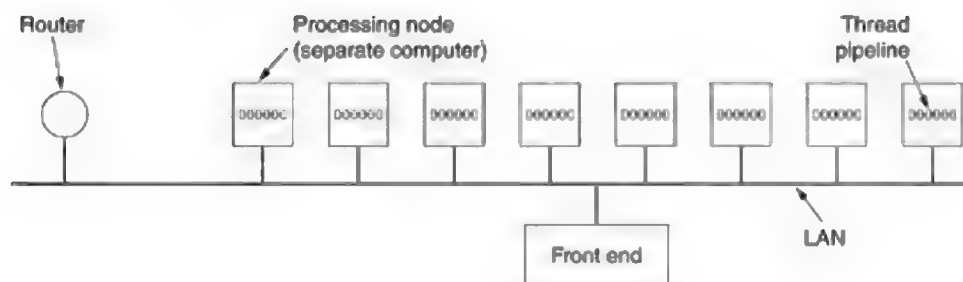 Router
Processing node
(separate computer)
Thread
pipeline
Front end
LAN